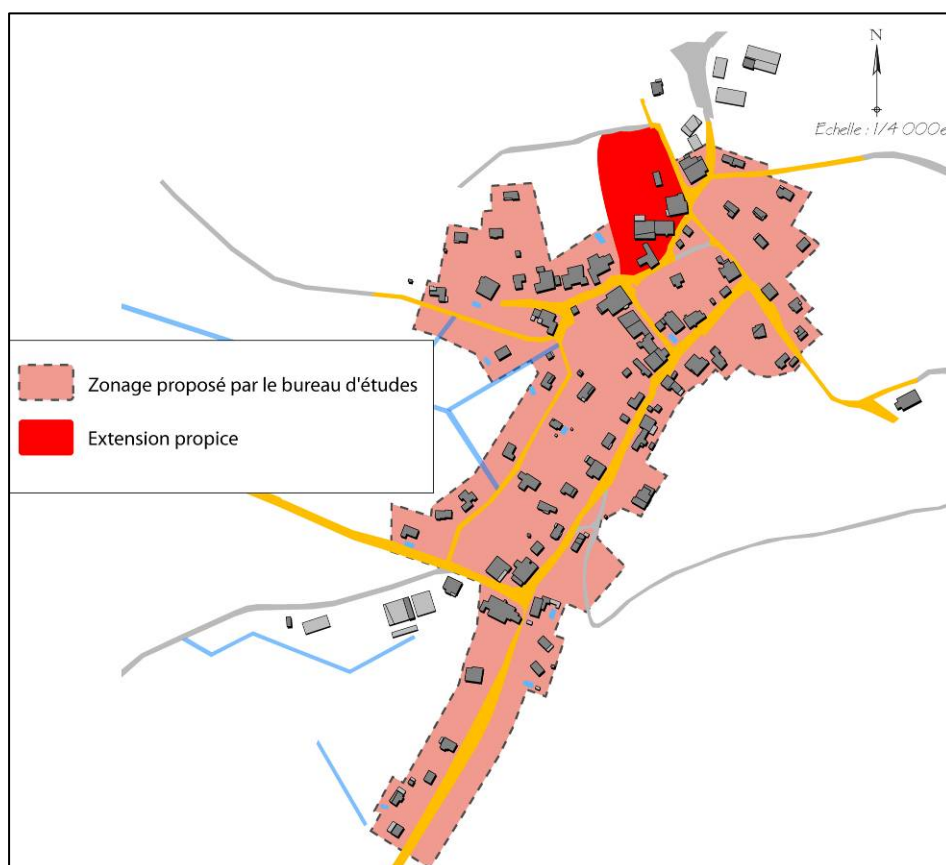 N
Echelle : 1/4 000e
Zonage proposé par le bureau d'études
Extension propice